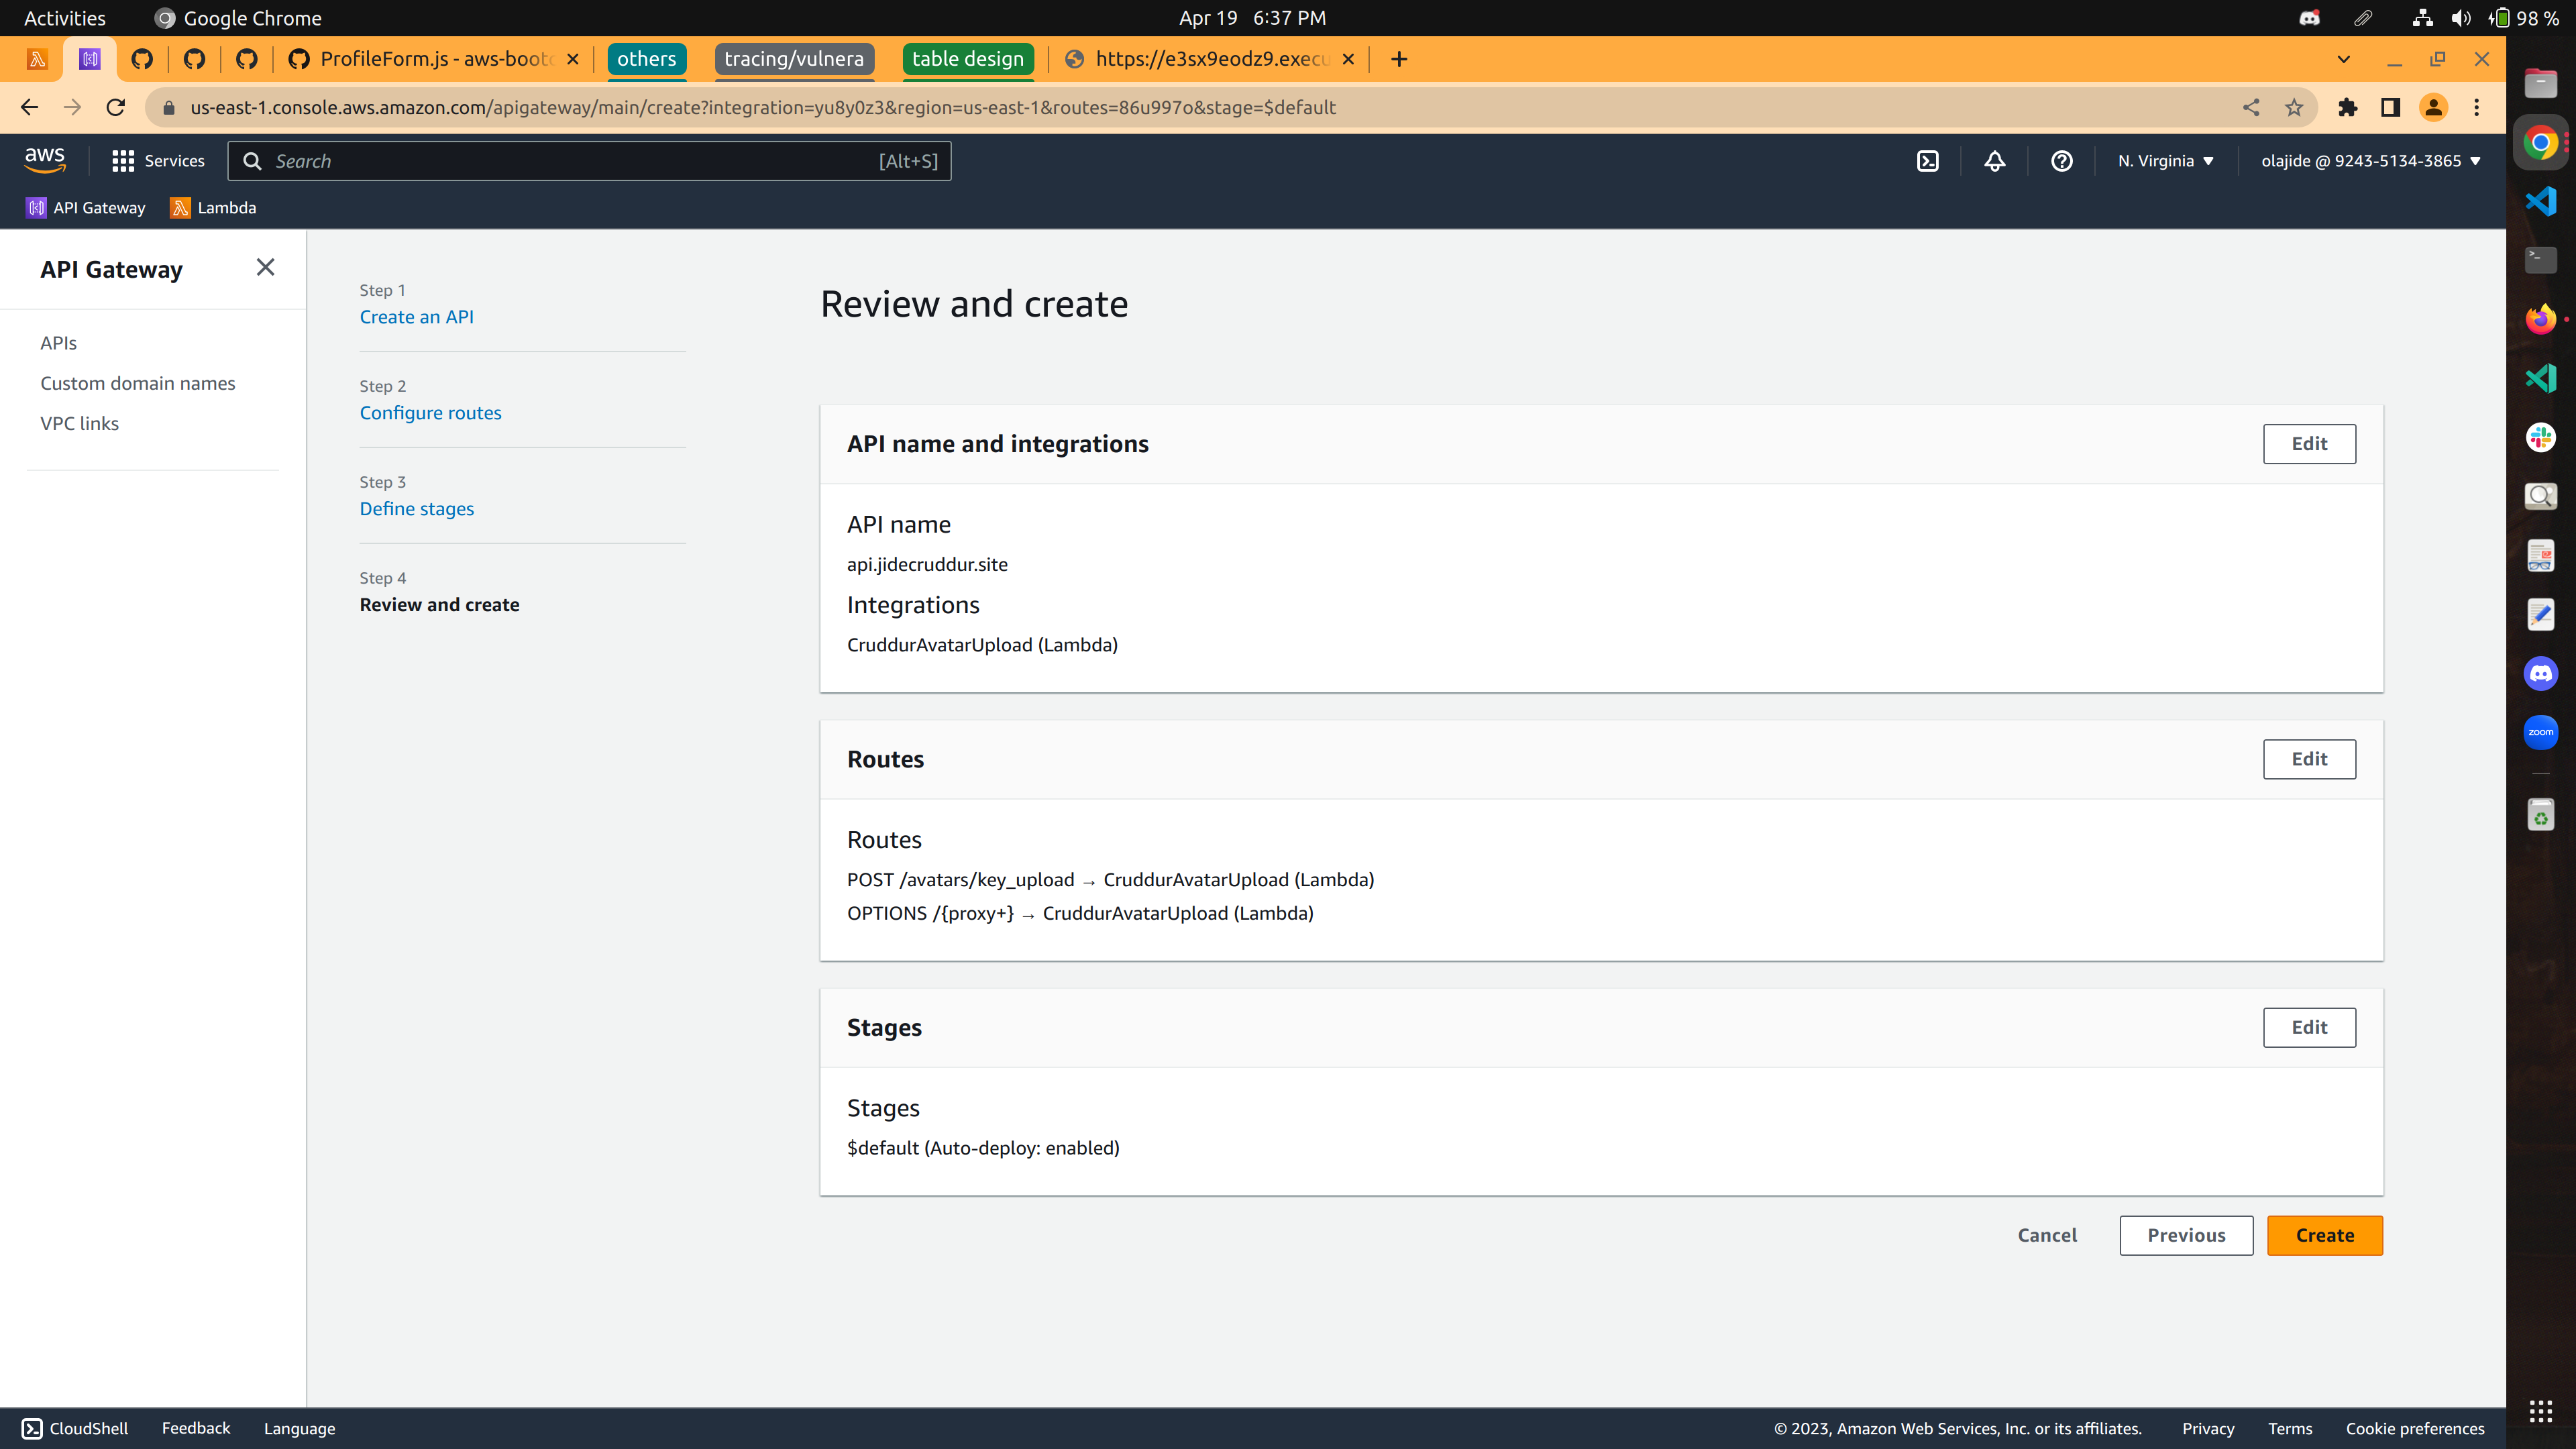 Activities
Google Chrome
Apr 19 6:37 PM
98 %
ProfileForm.js - aws-bootc
others
tracing/vulnera
table design
https://e3sx9eodz9.execu
us-east-1.console.aws.amazon.com/apigateway/main/create?integration=yu8y0z3&region=us-east-1&routes=86u997o&stage=$default
aws
Services
Search
[Alt+S]
N. Virginia
olajide @ 9243-5134-3865
API Gateway
Lambda
API Gateway
APIs
Custom domain names
VPC links
Step 1
Create an API
Step 2
Configure routes
Step 3
Define stages
Step 4
Review and create
Review and create
API name and integrations
Edit
API name
api.jidecruddur.site
Integrations
CruddurAvatarUpload (Lambda)
Routes
Edit
Routes
POST /avatars/key_upload → CruddurAvatarUpload (Lambda)
OPTIONS /{proxy+} → CruddurAvatarUpload (Lambda)
Stages
Edit
Stages
$default (Auto-deploy: enabled)
Cancel
Previous
Create
zoom
CloudShell
Feedback
Language
© 2023, Amazon Web Services, Inc. or its affiliates.
Privacy
Terms
Cookie preferences